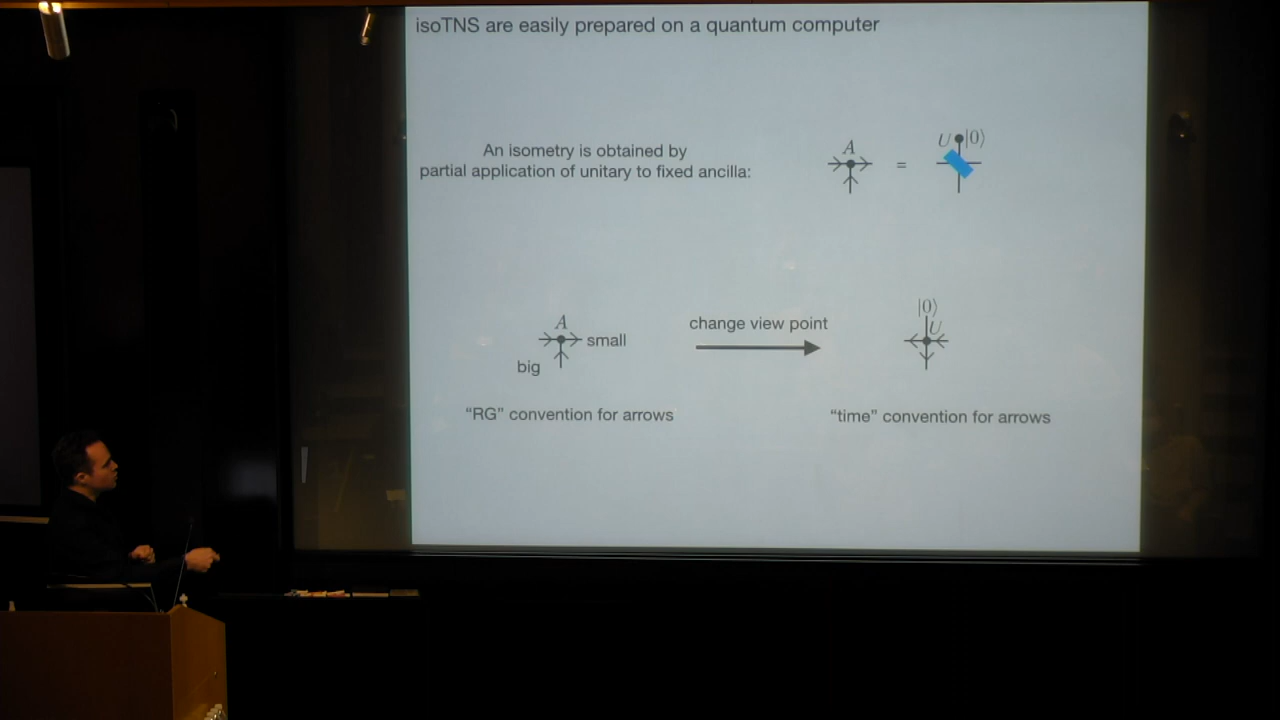 isoTNS are easily prepared on a quantum computer
An isometry is obtained by
partial application of unitary to fixed ancilla:
A
=
U |0⟩
A
small
big
change view point
|0⟩
U
“RG” convention for arrows
“time” convention for arrows